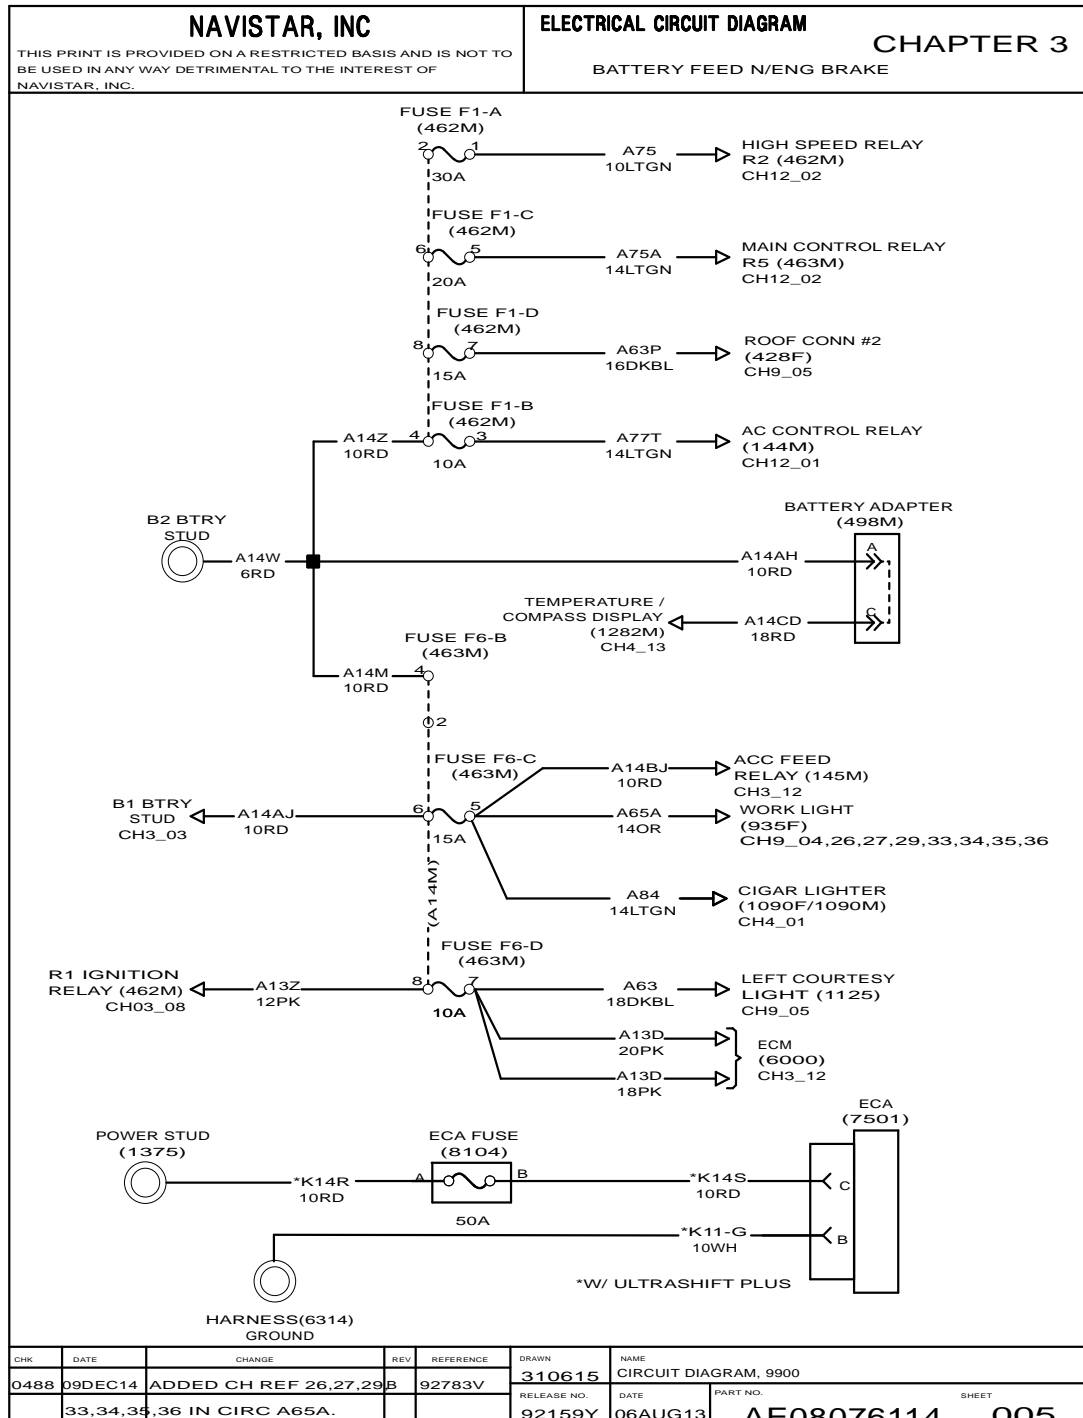 NAVISTAR, INC
THIS PRINT IS PROVIDED ON A RESTRICTED BASIS AND IS NOT TO
BE USED IN ANY WAY DETRIMENTAL TO THE INTEREST OF
NAVISTAR, INC.
ELECTRICAL CIRCUIT DIAGRAM
CHAPTER 3
BATTERY FEED N/ENG BRAKE
FUSE F1-A
(462M)
2 1
30A
A75
10LTGN
HIGH SPEED RELAY
R2 (462M)
CH12_02
FUSE F1-C
(462M)
6 5
20A
A75A
14LTGN
MAIN CONTROL RELAY
R5 (463M)
CH12_02
FUSE F1-D
(462M)
8 7
15A
A63P
16DKBL
ROOF CONN #2
(428F)
CH9_05
FUSE F1-B
(462M)
A14Z
10RD
4 3
10A
A77T
14LTGN
AC CONTROL RELAY
(144M)
CH12_01
B2 BTRY
STUD
A14W
6RD
BATTERY ADAPTER
(498M)
A14AH
10RD
A
TEMPERATURE /
COMPASS DISPLAY
(1282M)
CH4_13
A14CD
18RD
C
FUSE F6-B
(463M)
A14M
10RD
4
2
FUSE F6-C
(463M)
B1 BTRY
STUD
CH3_03
A14AJ
10RD
6 5
15A
A14BJ
10RD
ACC FEED
RELAY (145M)
CH3_12
A65A
14OR
WORK LIGHT
(935F)
CH9_04,26,27,29,33,34,35,36
(A14M)
A84
14LTGN
CIGAR LIGHTER
(1090F/1090M)
CH4_01
FUSE F6-D
(463M)
R1 IGNITION
RELAY (462M)
CH03_08
A13Z
12PK
8 7
10A
A63
18DKBL
LEFT COURTESY
LIGHT (1125)
CH9_05
A13D
20PK
A13D
18PK
ECM
(6000)
CH3_12
POWER STUD
(1375)
*K14R
10RD
ECA FUSE
(8104)
A B
50A
*K14S
10RD
ECA
(7501)
C
*K11-G
10WH
B
*W/ ULTRASHIFT PLUS
HARNESS(6314)
GROUND
CHK DATE CHANGE REV REFERENCE
0488 09DEC14 ADDED CH REF 26,27,29, B 92783V
33,34,35,36 IN CIRC A65A.
DRAWN
310615
NAME
CIRCUIT DIAGRAM, 9900
RELEASE NO.
92159Y
DATE
06AUG13
PART NO.
AE08076114
SHEET
005